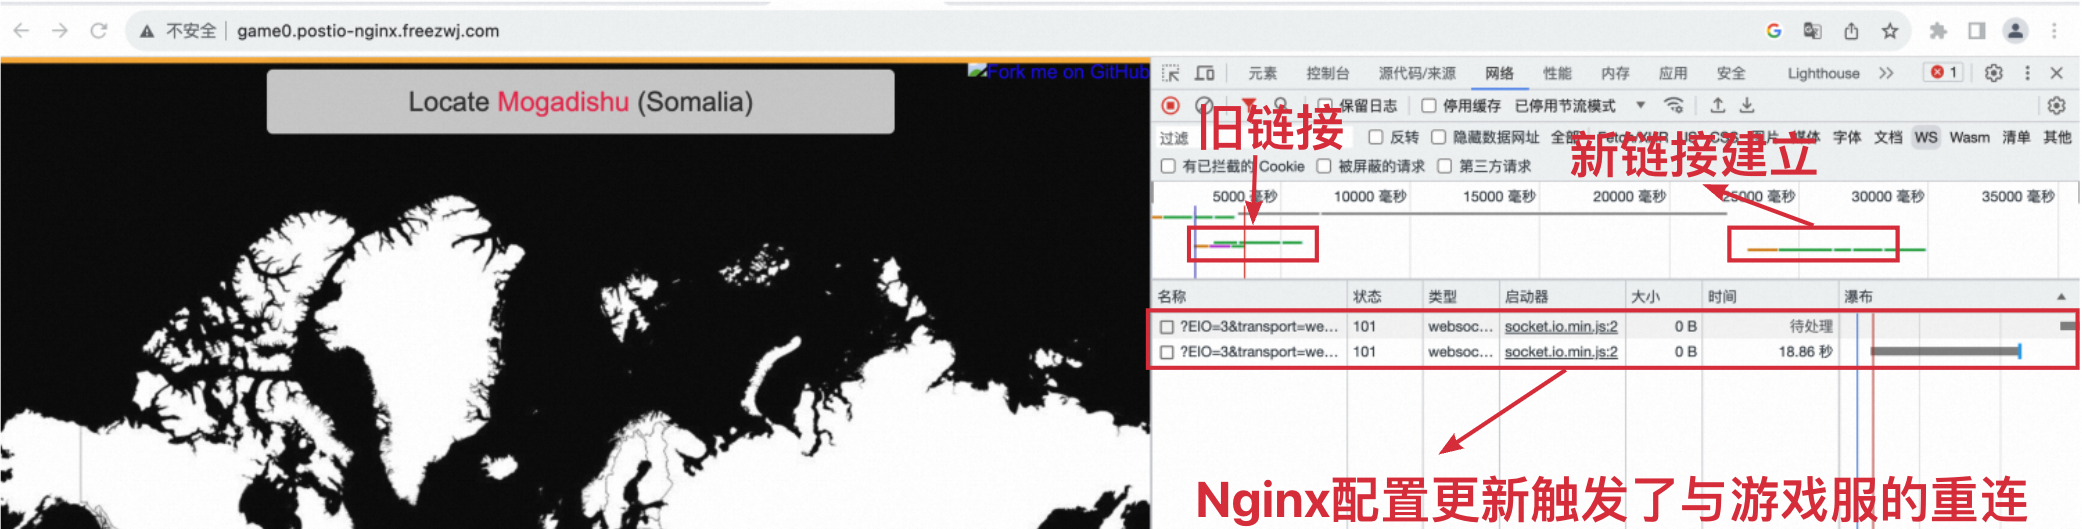 不安全 game0.postio-nginx.freezwj.com
Fork me on GitHub
Locate Mogadishu (Somalia)
元素 控制台 源代码/来源 网络 性能 内存 应用 安全 Lighthouse 1
保留日志 停用缓存 已停用节流模式
旧链接
过滤 反转 隐藏数据网址 全部 Fetch/XHR JS CSS 图片 媒体 字体 文档 WS Wasm 清单 其他
新链接建立
有已拦截的 Cookie 被屏蔽的请求 第三方请求
5000 毫秒 10000 毫秒 15000 毫秒 20000 毫秒 25000 毫秒 30000 毫秒 35000 毫秒
名称 状态 类型 启动器 大小 时间 瀑布
?EIO=3&transport=we... 101 websoc... socket.io.min.js:2 0 B 待处理
?EIO=3&transport=we... 101 websoc... socket.io.min.js:2 0 B 18.86 秒
Nginx配置更新触发了与游戏服的重连